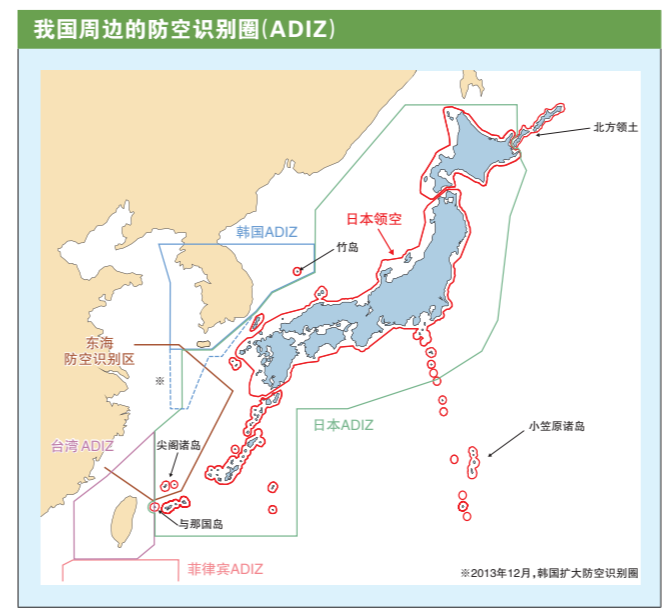 我国周边的防空识别圈(ADIZ)
北方领土
日本领空
韩国ADIZ
竹岛
东海
防空识别区
※
日本ADIZ
小笠原诸岛
台湾 ADIZ
尖阁诸岛
与那国岛
菲律宾ADIZ
※2013年12月,韩国扩大防空识别圈